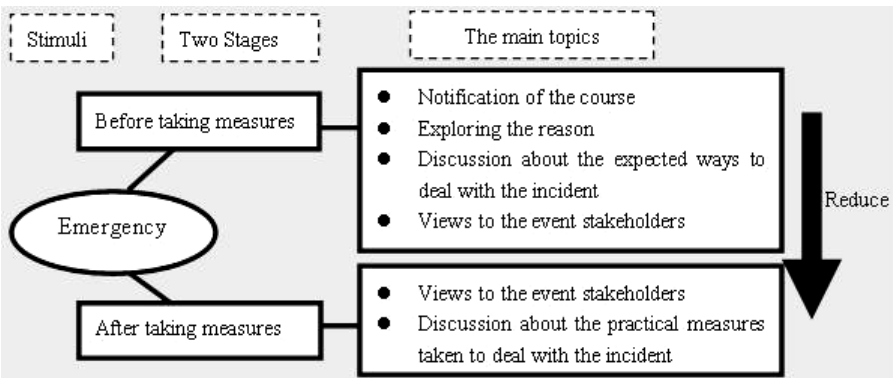 Stimuli
Two Stages
The main topics
Before taking measures
● Notification of the course
● Exploring the reason
● Discussion about the expected ways to
deal with the incident
● Views to the event stakeholders
Reduce
Emergency
After taking measures
● Views to the event stakeholders
● Discussion about the practical measures
taken to deal with the incident